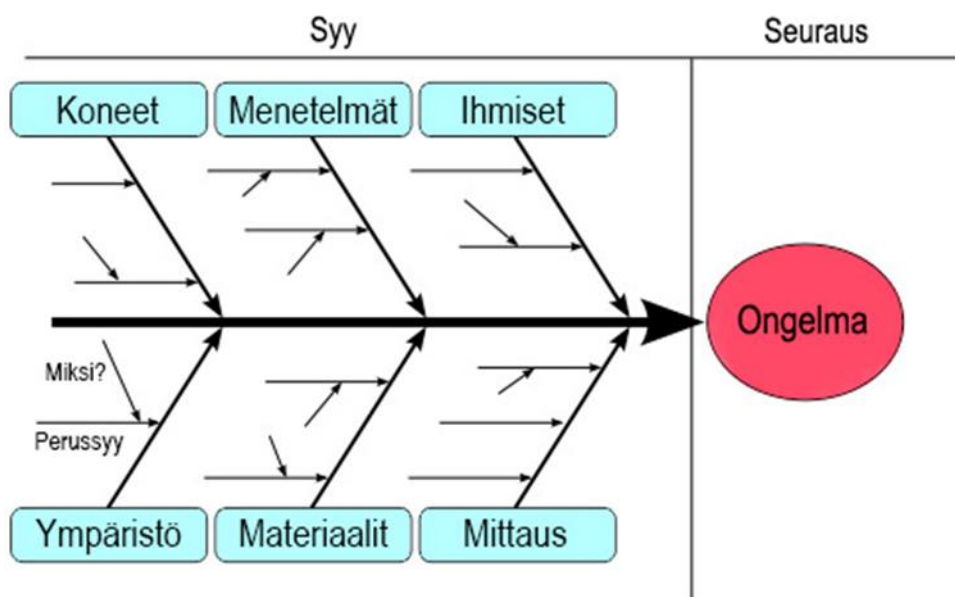 Syy
Seuraus
Koneet
Menetelmät
Ihmiset
Ongelma
Miksi?
Perussyy
Ympäristö
Materiaalit
Mittaus